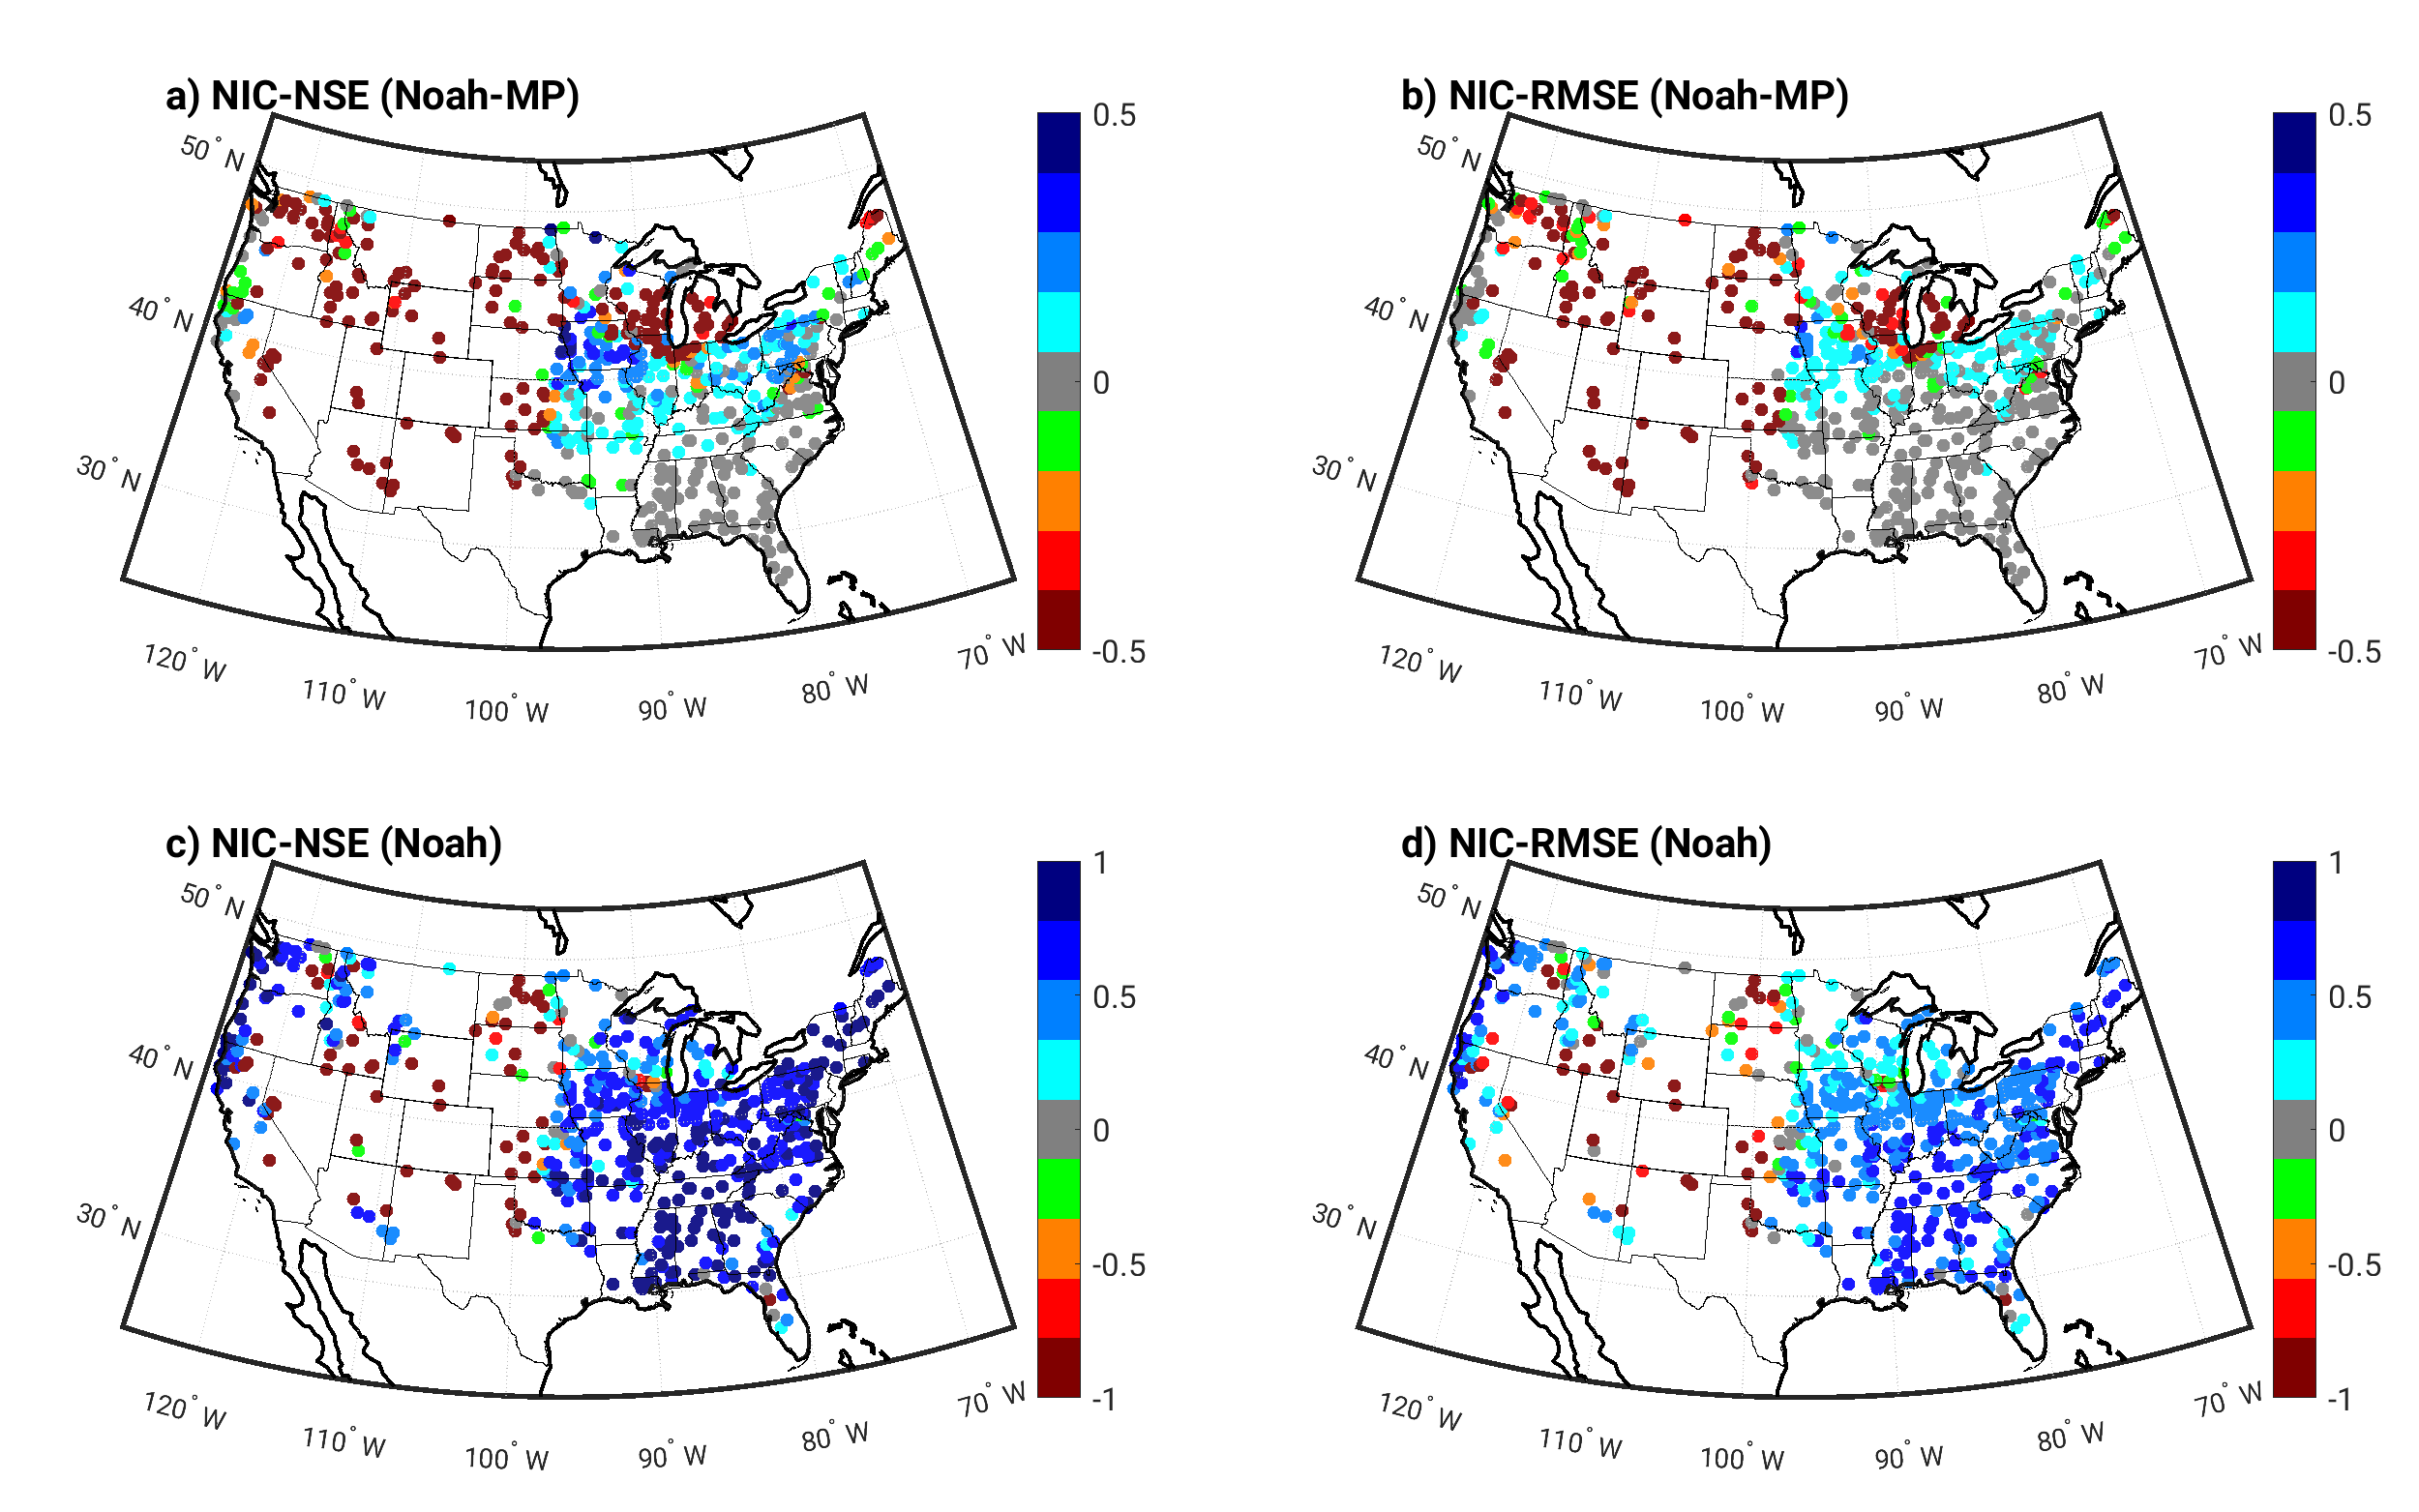 a) NIC-NSE (Noah-MP)
50° N
40° N
30° N
120° W
110° W
100° W
90° W
80° W
70° W
0.5
0
-0.5
b) NIC-RMSE (Noah-MP)
50° N
40° N
30° N
120° W
110° W
100° W
90° W
80° W
70° W
0.5
0
-0.5
c) NIC-NSE (Noah)
50° N
40° N
30° N
120° W
110° W
100° W
90° W
80° W
70° W
1
0.5
0
-0.5
-1
d) NIC-RMSE (Noah)
50° N
40° N
30° N
120° W
110° W
100° W
90° W
80° W
70° W
1
0.5
0
-0.5
-1